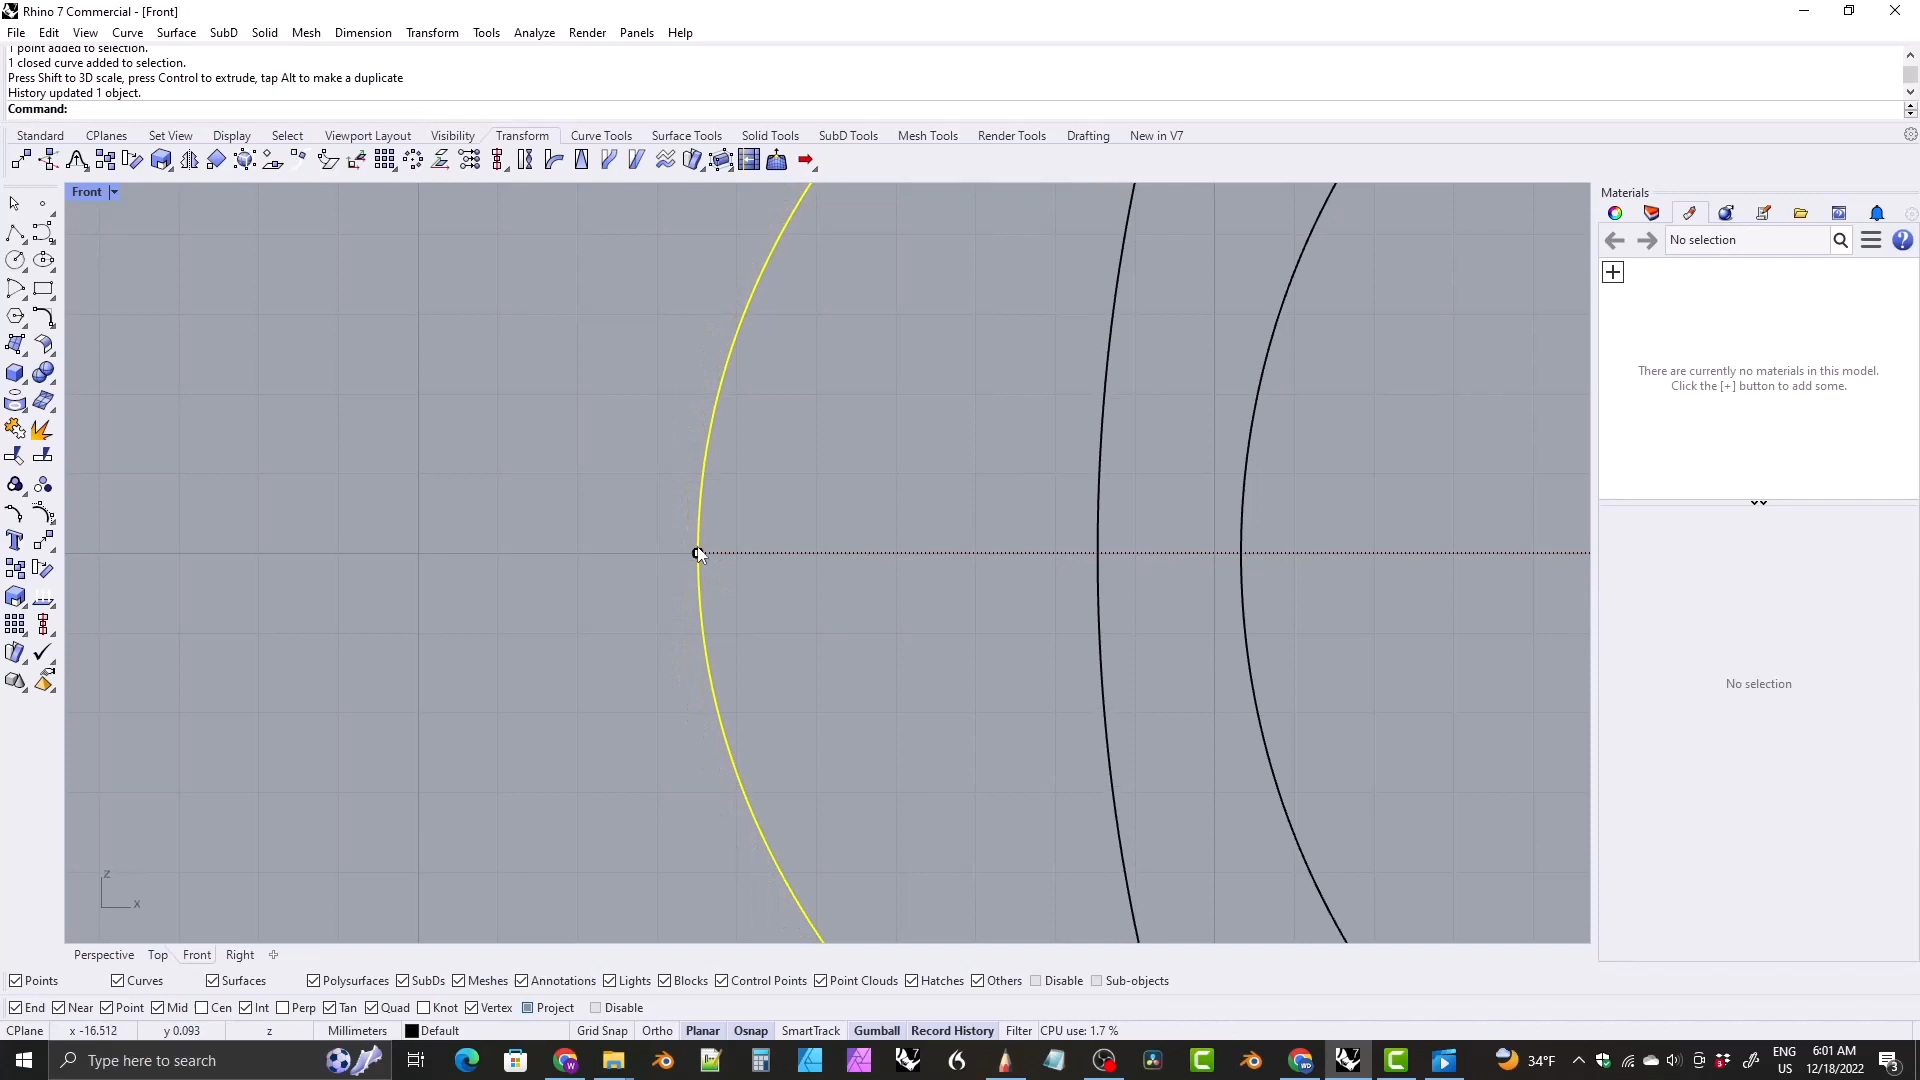 Rhino 7 Commercial - [Front]
File Edit View Curve Surface SubD Solid Mesh Dimension Transform Tools Analyze Render Panels Help
1 point added to selection.
1 closed curve added to selection.
Press Shift to 3D scale, press Control to extrude, tap Alt to make a duplicate
History updated 1 object.
Command:
Standard CPlanes Set View Display Select Viewport Layout Visibility Transform Curve Tools Surface Tools Solid Tools SubD Tools Mesh Tools Render Tools Drafting New in V7
Front
Materials
No selection
There are currently no materials in this model.
Click the [+] button to add some.
No selection
z
x
Perspective Top Front Right
Points Curves Surfaces Polysurfaces SubDs Meshes Annotations Lights Blocks Control Points Point Clouds Hatches Others Disable Sub-objects
End Near Point Mid Cen Int Perp Tan Quad Knot Vertex Project Disable
CPlane x -16.512 y 0.093 z Millimeters Default Grid Snap Ortho Planar Osnap SmartTrack Gumball Record History Filter CPU use: 1.7 %
Type here to search
34°F
ENG
US
6:01 AM
12/18/2022
3